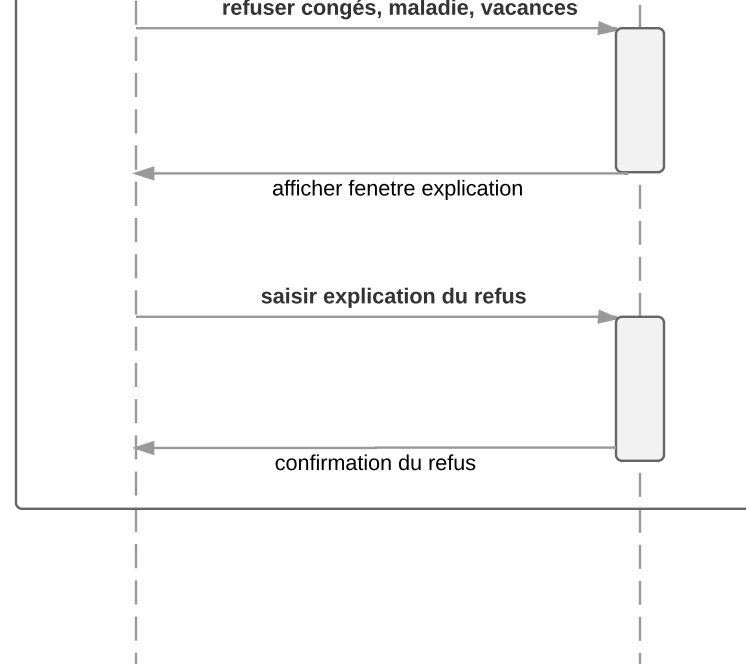 refuser congés, maladie, vacances
afficher fenetre explication
saisir explication du refus
confirmation du refus